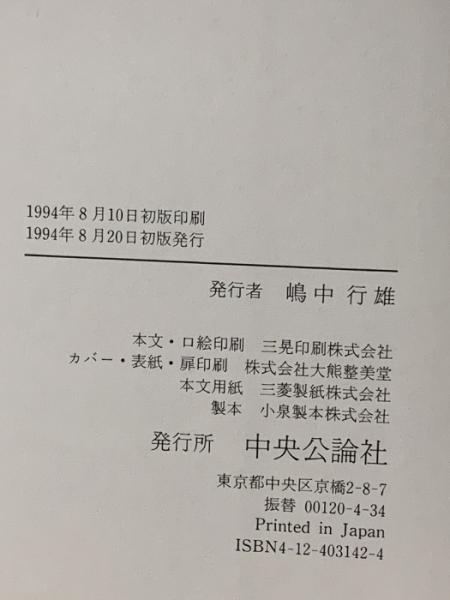 1994年8月10日初版印刷
1994年8月20日初版発行
発行者 嶋中行雄
本文・口絵印刷 三晃印刷株式会社
カバー・表紙・扉印刷 株式会社大熊整美堂
本文用紙 三菱製紙株式会社
製本 小泉製本株式会社
発行所 中央公論社
東京都中央区京橋2-8-7
振替 00120-4-34
Printed in Japan
ISBN4-12-403142-4